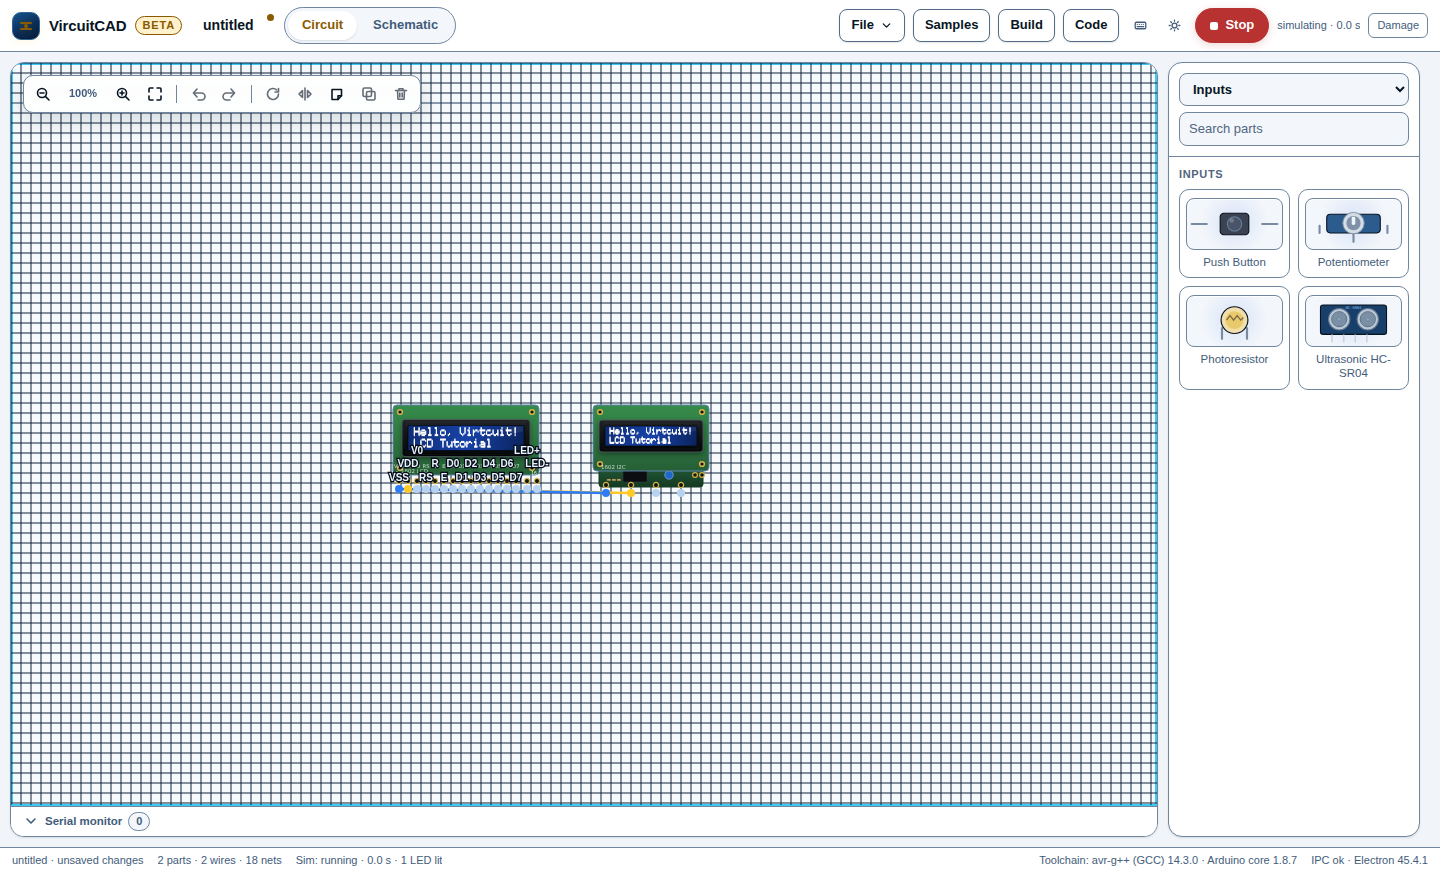 VircuitCAD BETA untitled Circuit Schematic File Samples Build Code Stop simulating · 0.0 s Damage
100%
Inputs
Search parts
INPUTS
Push Button Potentiometer
Photoresistor Ultrasonic HC-
SR04
Hello, Virtcuit!
LCD Tutorial
V0 LED+
VDD R D0 D2 D4 D6 LED-
VSS RS E D1 D3 D5 D7
Hello, Virtcuit!
LCD Tutorial
1602 I2C
Serial monitor 0
untitled · unsaved changes 2 parts · 2 wires · 18 nets Sim: running · 0.0 s · 1 LED lit Toolchain: avr-g++ (GCC) 14.3.0 · Arduino core 1.8.7 IPC ok · Electron 45.4.1